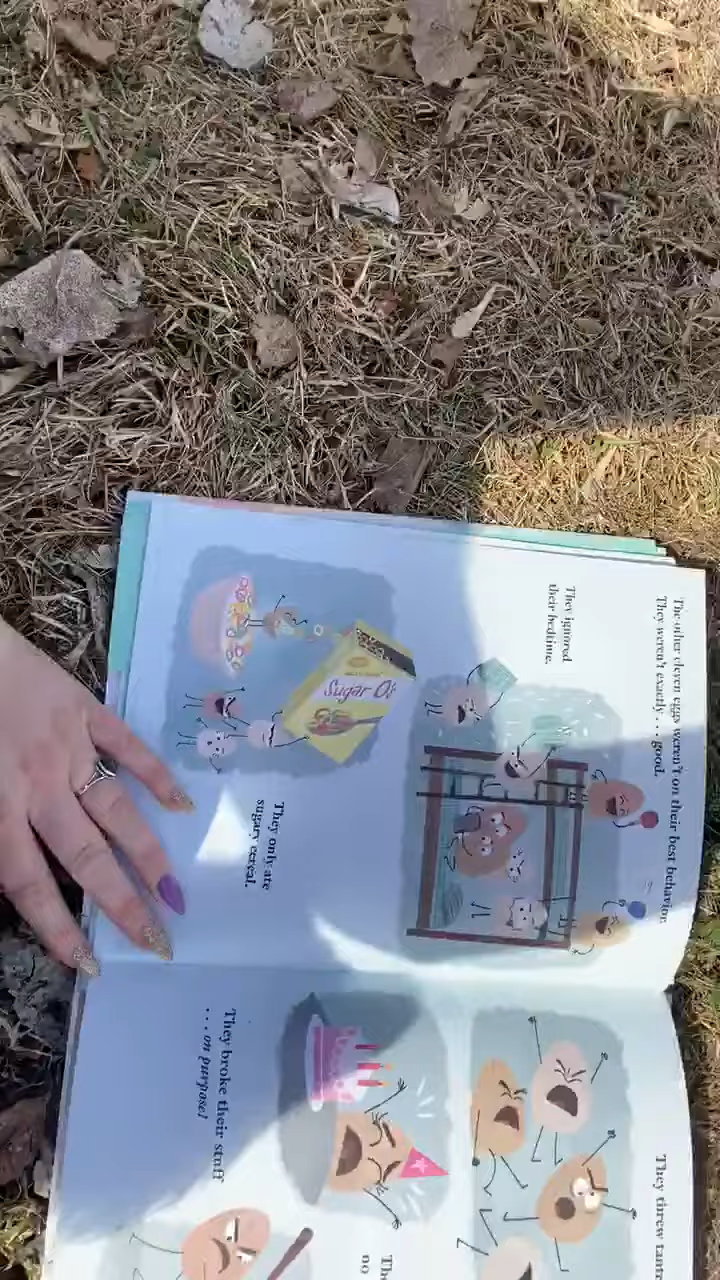 The other eleven eggs weren't on their best behavior.
They weren't exactly . . . good.
They ignored
their bedtime.
Sugar O's
They only ate
sugary cereal.
They threw
They broke their stuff
. . . on purpose!
no